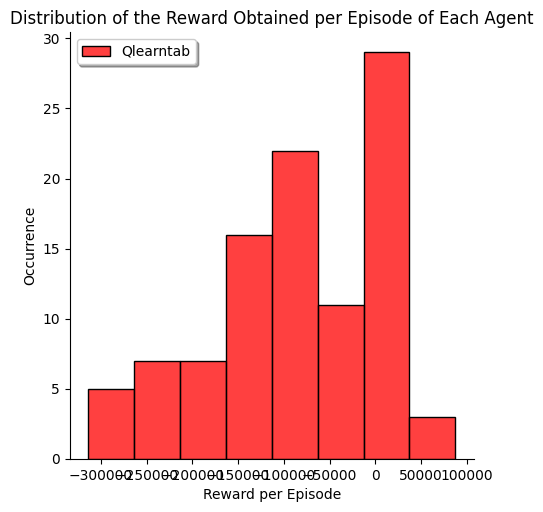 Distribution of the Reward Obtained per Episode of Each Agent
Qlearntab
Occurrence
30
25
20
15
10
5
0
−300000 −250000 −200000 −150000 −100000 −50000 0 50000 100000
Reward per Episode